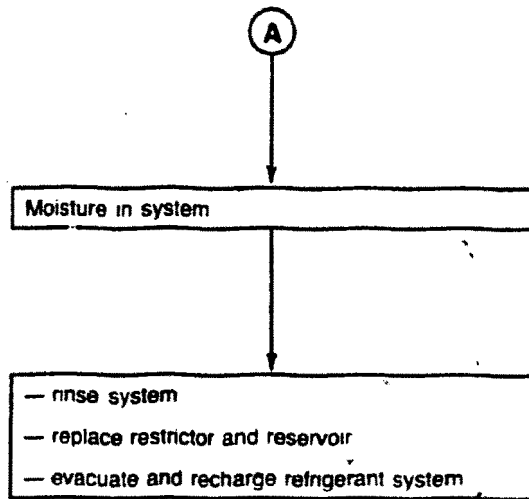 A
Moisture in system
— rinse system
— replace restrictor and reservoir
— evacuate and recharge refrigerant system